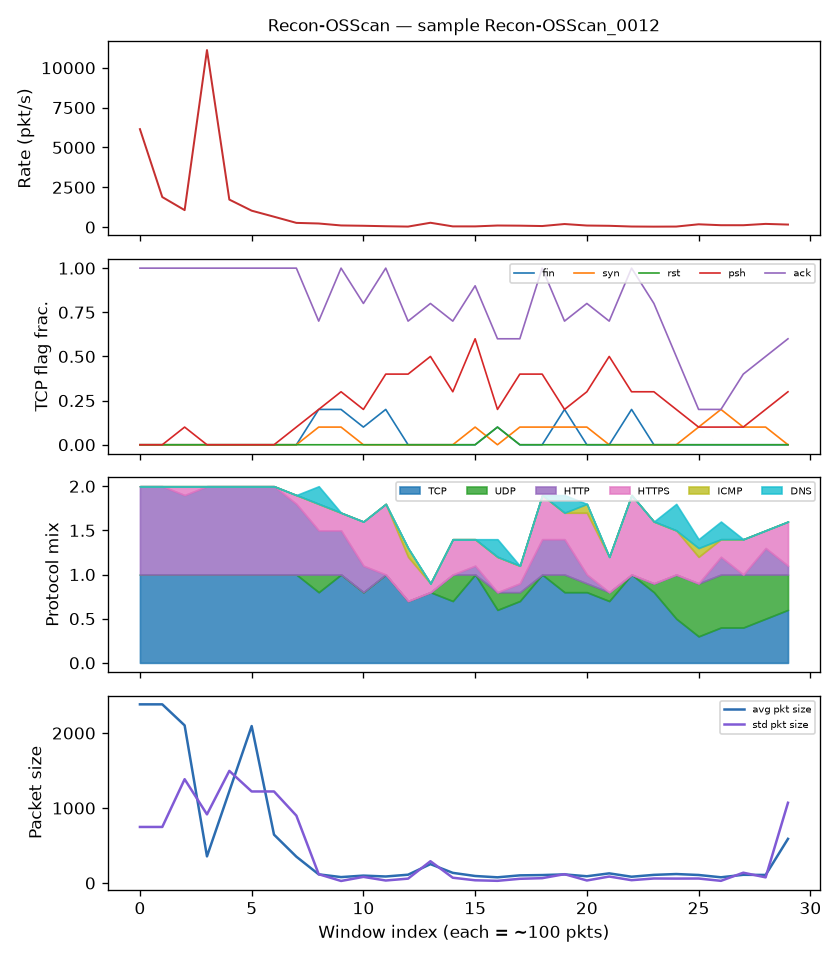 Recon-OSScan — sample Recon-OSScan_0012
Rate (pkt/s)
10000
7500
5000
2500
0
TCP flag frac.
1.00
0.75
0.50
0.25
0.00
fin syn rst psh ack
Protocol mix
2.0
1.5
1.0
0.5
0.0
TCP UDP HTTP HTTPS ICMP DNS
Packet size
2000
1000
0
avg pkt size
std pkt size
0 5 10 15 20 25 30
Window index (each = ~100 pkts)